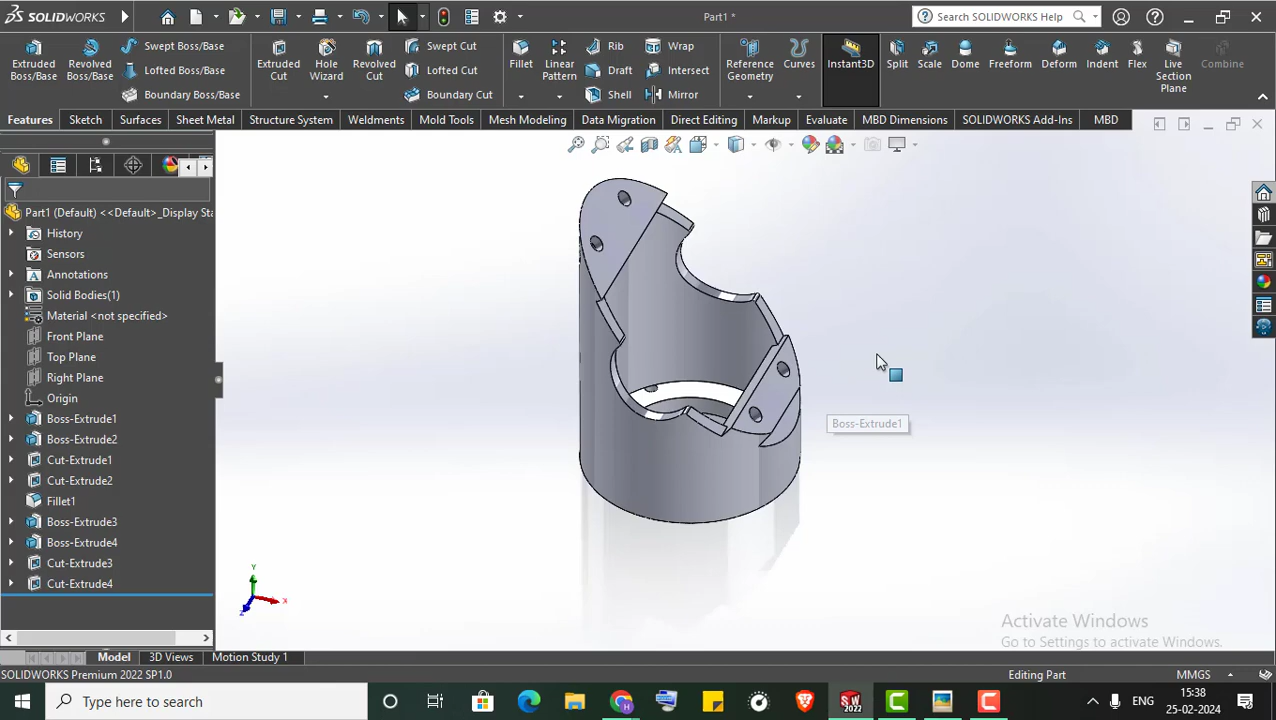 SOLIDWORKS
Part1 *
Search SOLIDWORKS Help
Extruded Boss/Base
Revolved Boss/Base
Swept Boss/Base
Lofted Boss/Base
Boundary Boss/Base
Extruded Cut
Hole Wizard
Revolved Cut
Swept Cut
Lofted Cut
Boundary Cut
Fillet
Linear Pattern
Rib
Draft
Shell
Wrap
Intersect
Mirror
Reference Geometry
Curves
Instant3D
Split
Scale
Dome
Freeform
Deform
Indent
Flex
Live Section Plane
Combine
Features
Sketch
Surfaces
Sheet Metal
Structure System
Weldments
Mold Tools
Mesh Modeling
Data Migration
Direct Editing
Markup
Evaluate
MBD Dimensions
SOLIDWORKS Add-Ins
MBD
Part1 (Default) <<Default>_Display Sta
History
Sensors
Annotations
Solid Bodies(1)
Material <not specified>
Front Plane
Top Plane
Right Plane
Origin
Boss-Extrude1
Boss-Extrude2
Cut-Extrude1
Cut-Extrude2
Fillet1
Boss-Extrude3
Boss-Extrude4
Cut-Extrude3
Cut-Extrude4
Boss-Extrude1
Y
X
Z
Activate Windows
Go to Settings to activate Windows.
Model
3D Views
Motion Study 1
SOLIDWORKS Premium 2022 SP1.0
Editing Part
MMGS
Type here to search
SW
2022
ENG
15:38
25-02-2024